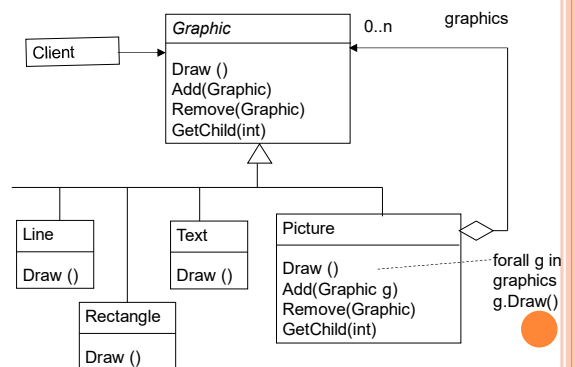 Graphic
0..n
graphics
Client
Draw ()
Add(Graphic)
Remove(Graphic)
GetChild(int)
Line
Draw ()
Text
Draw ()
Picture
Draw ()
Add(Graphic g)
Remove(Graphic)
GetChild(int)
forall g in
graphics
g.Draw()
Rectangle
Draw ()